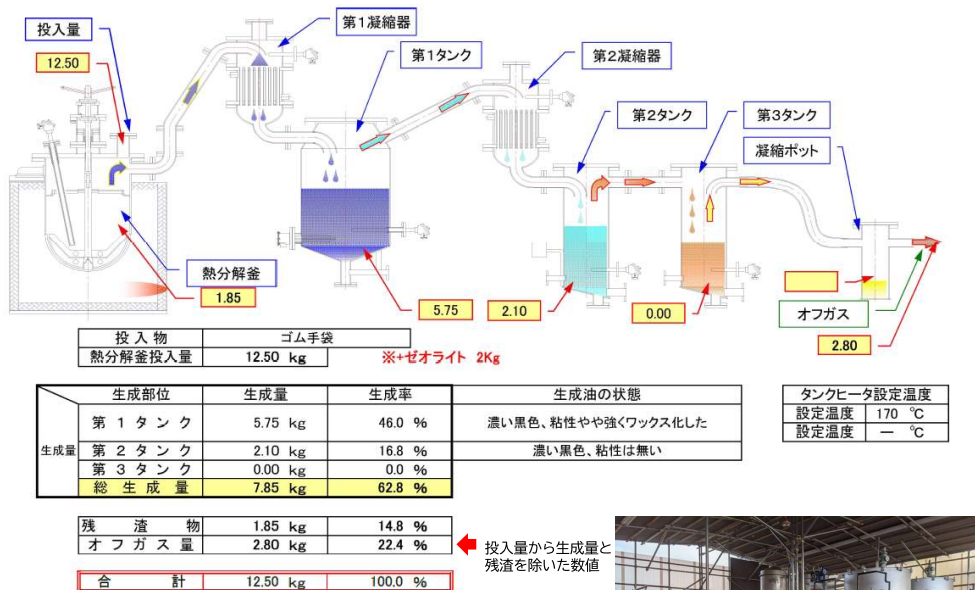 投入量
12.50
第1凝縮器
第1タンク
第2凝縮器
第2タンク
第3タンク
凝縮ポット
熱分解釜
1.85
5.75
2.10
0.00
オフガス
2.80
投入物 ゴム手袋
熱分解釜投入量 12.50 kg
※+ゼオライト 2Kg
生成部位 生成量 生成率 生成油の状態
生成量
第1タンク 5.75 kg 46.0 % 濃い黒色、粘性やや強くワックス化した
第2タンク 2.10 kg 16.8 % 濃い黒色、粘性は無い
第3タンク 0.00 kg 0.0 %
総生成量 7.85 kg 62.8 %
タンクヒータ設定温度
設定温度 170 ℃
設定温度 ― ℃
残渣物 1.85 kg 14.8 %
オフガス量 2.80 kg 22.4 %
投入量から生成量と
残渣を除いた数値
合計 12.50 kg 100.0 %